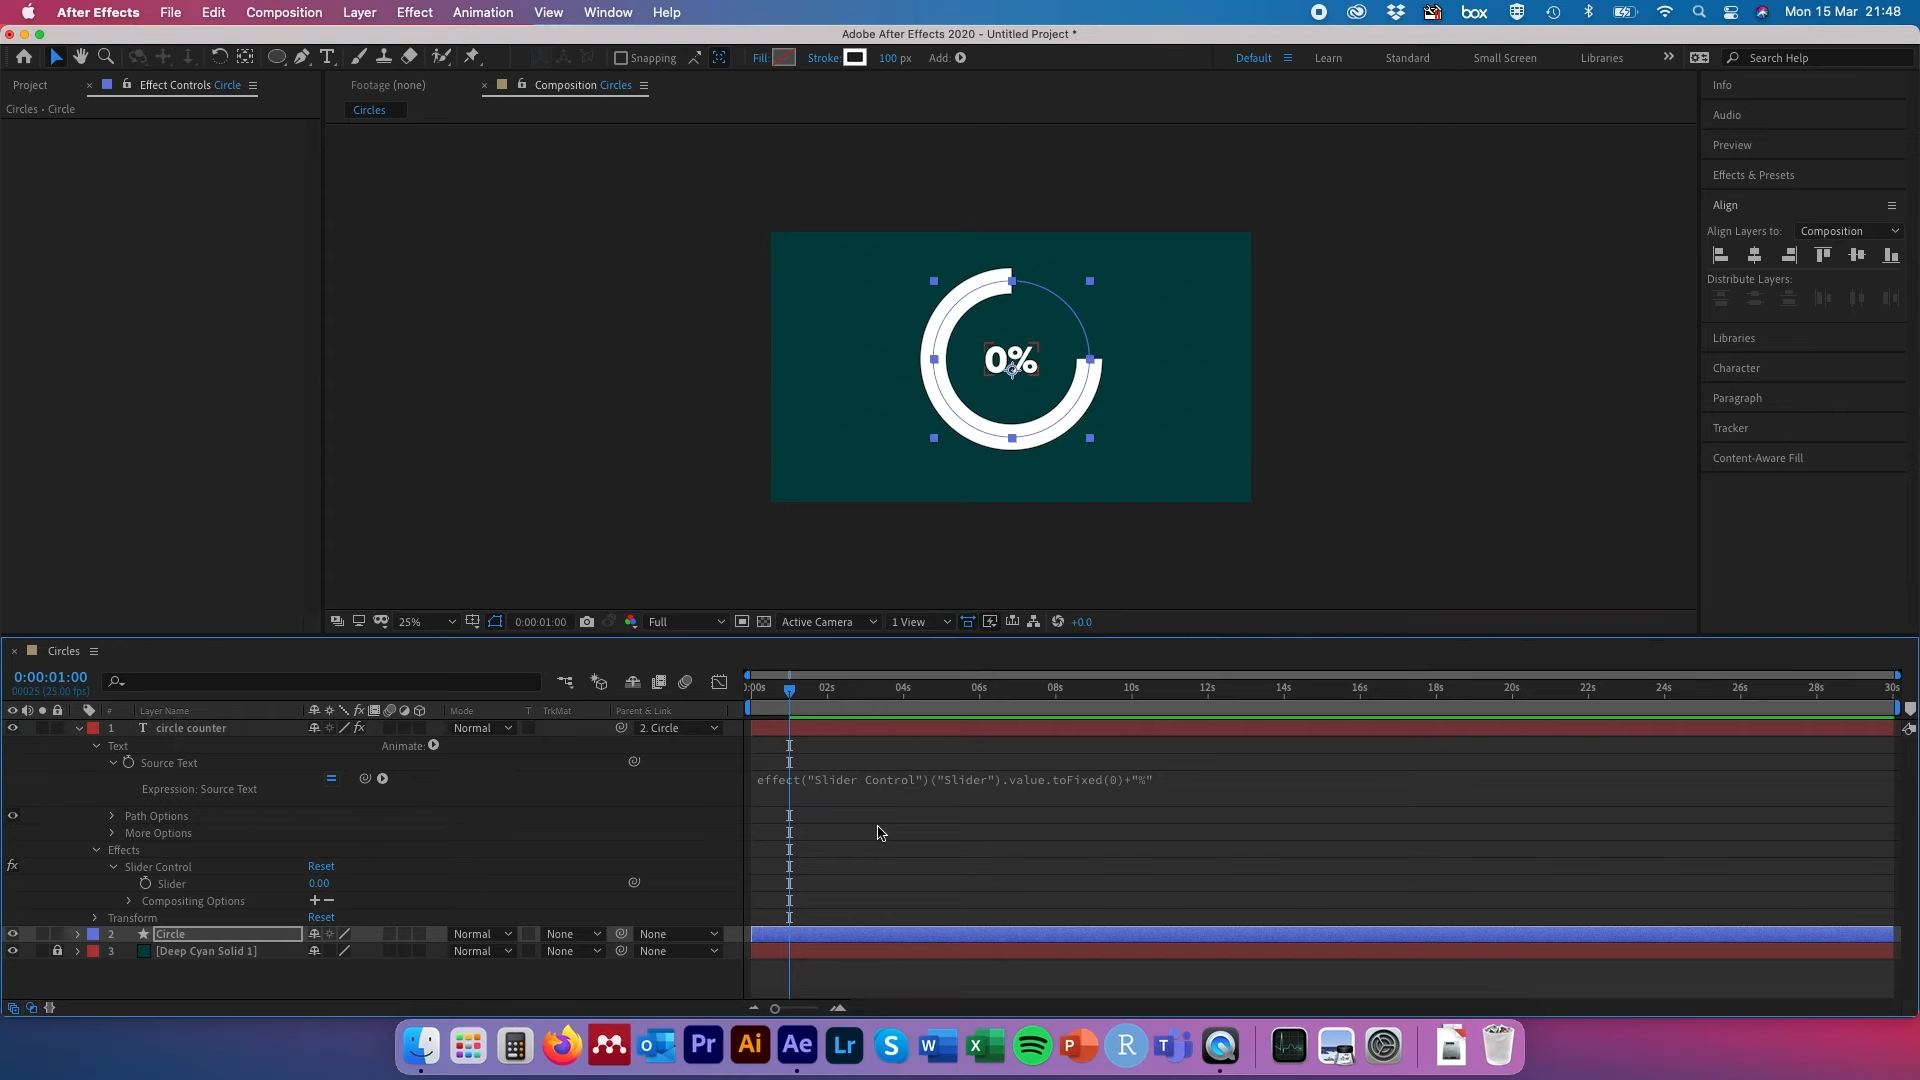 After Effects File Edit Composition Layer Effect Animation View Window Help box Mon 15 Mar 21:48
Adobe After Effects 2020 - Untitled Project *
Snapping Fill: Stroke: 100 px Add: Default Learn Standard Small Screen Libraries Search Help
Project Effect Controls Circle Footage (none) Composition Circles Info
Circles • Circle Circles
Audio
Preview
Effects & Presets
Align
Align Layers to: Composition
Distribute Layers:
Libraries
Character
Paragraph
Tracker
Content-Aware Fill
0%
25% 0:00:01:00 Full Active Camera 1 View +0.0
Circles
0:00:01:00
00025 (25.00 fps)
):00s 02s 04s 06s 08s 10s 12s 14s 16s 18s 20s 22s 24s 26s 28s 30s
# Layer Name Mode T TrkMat Parent & Link
1 T circle counter fx Normal 2. Circle
Text Animate:
Source Text
effect("Slider Control")("Slider").value.toFixed(0)+"%"
Expression: Source Text
Path Options
More Options
Effects
fx Slider Control Reset
Slider 0.00
Compositing Options + −
Transform Reset
2 Circle Normal None None
3 [Deep Cyan Solid 1] Normal None None
Pr Ai Ae Lr S W X P R T